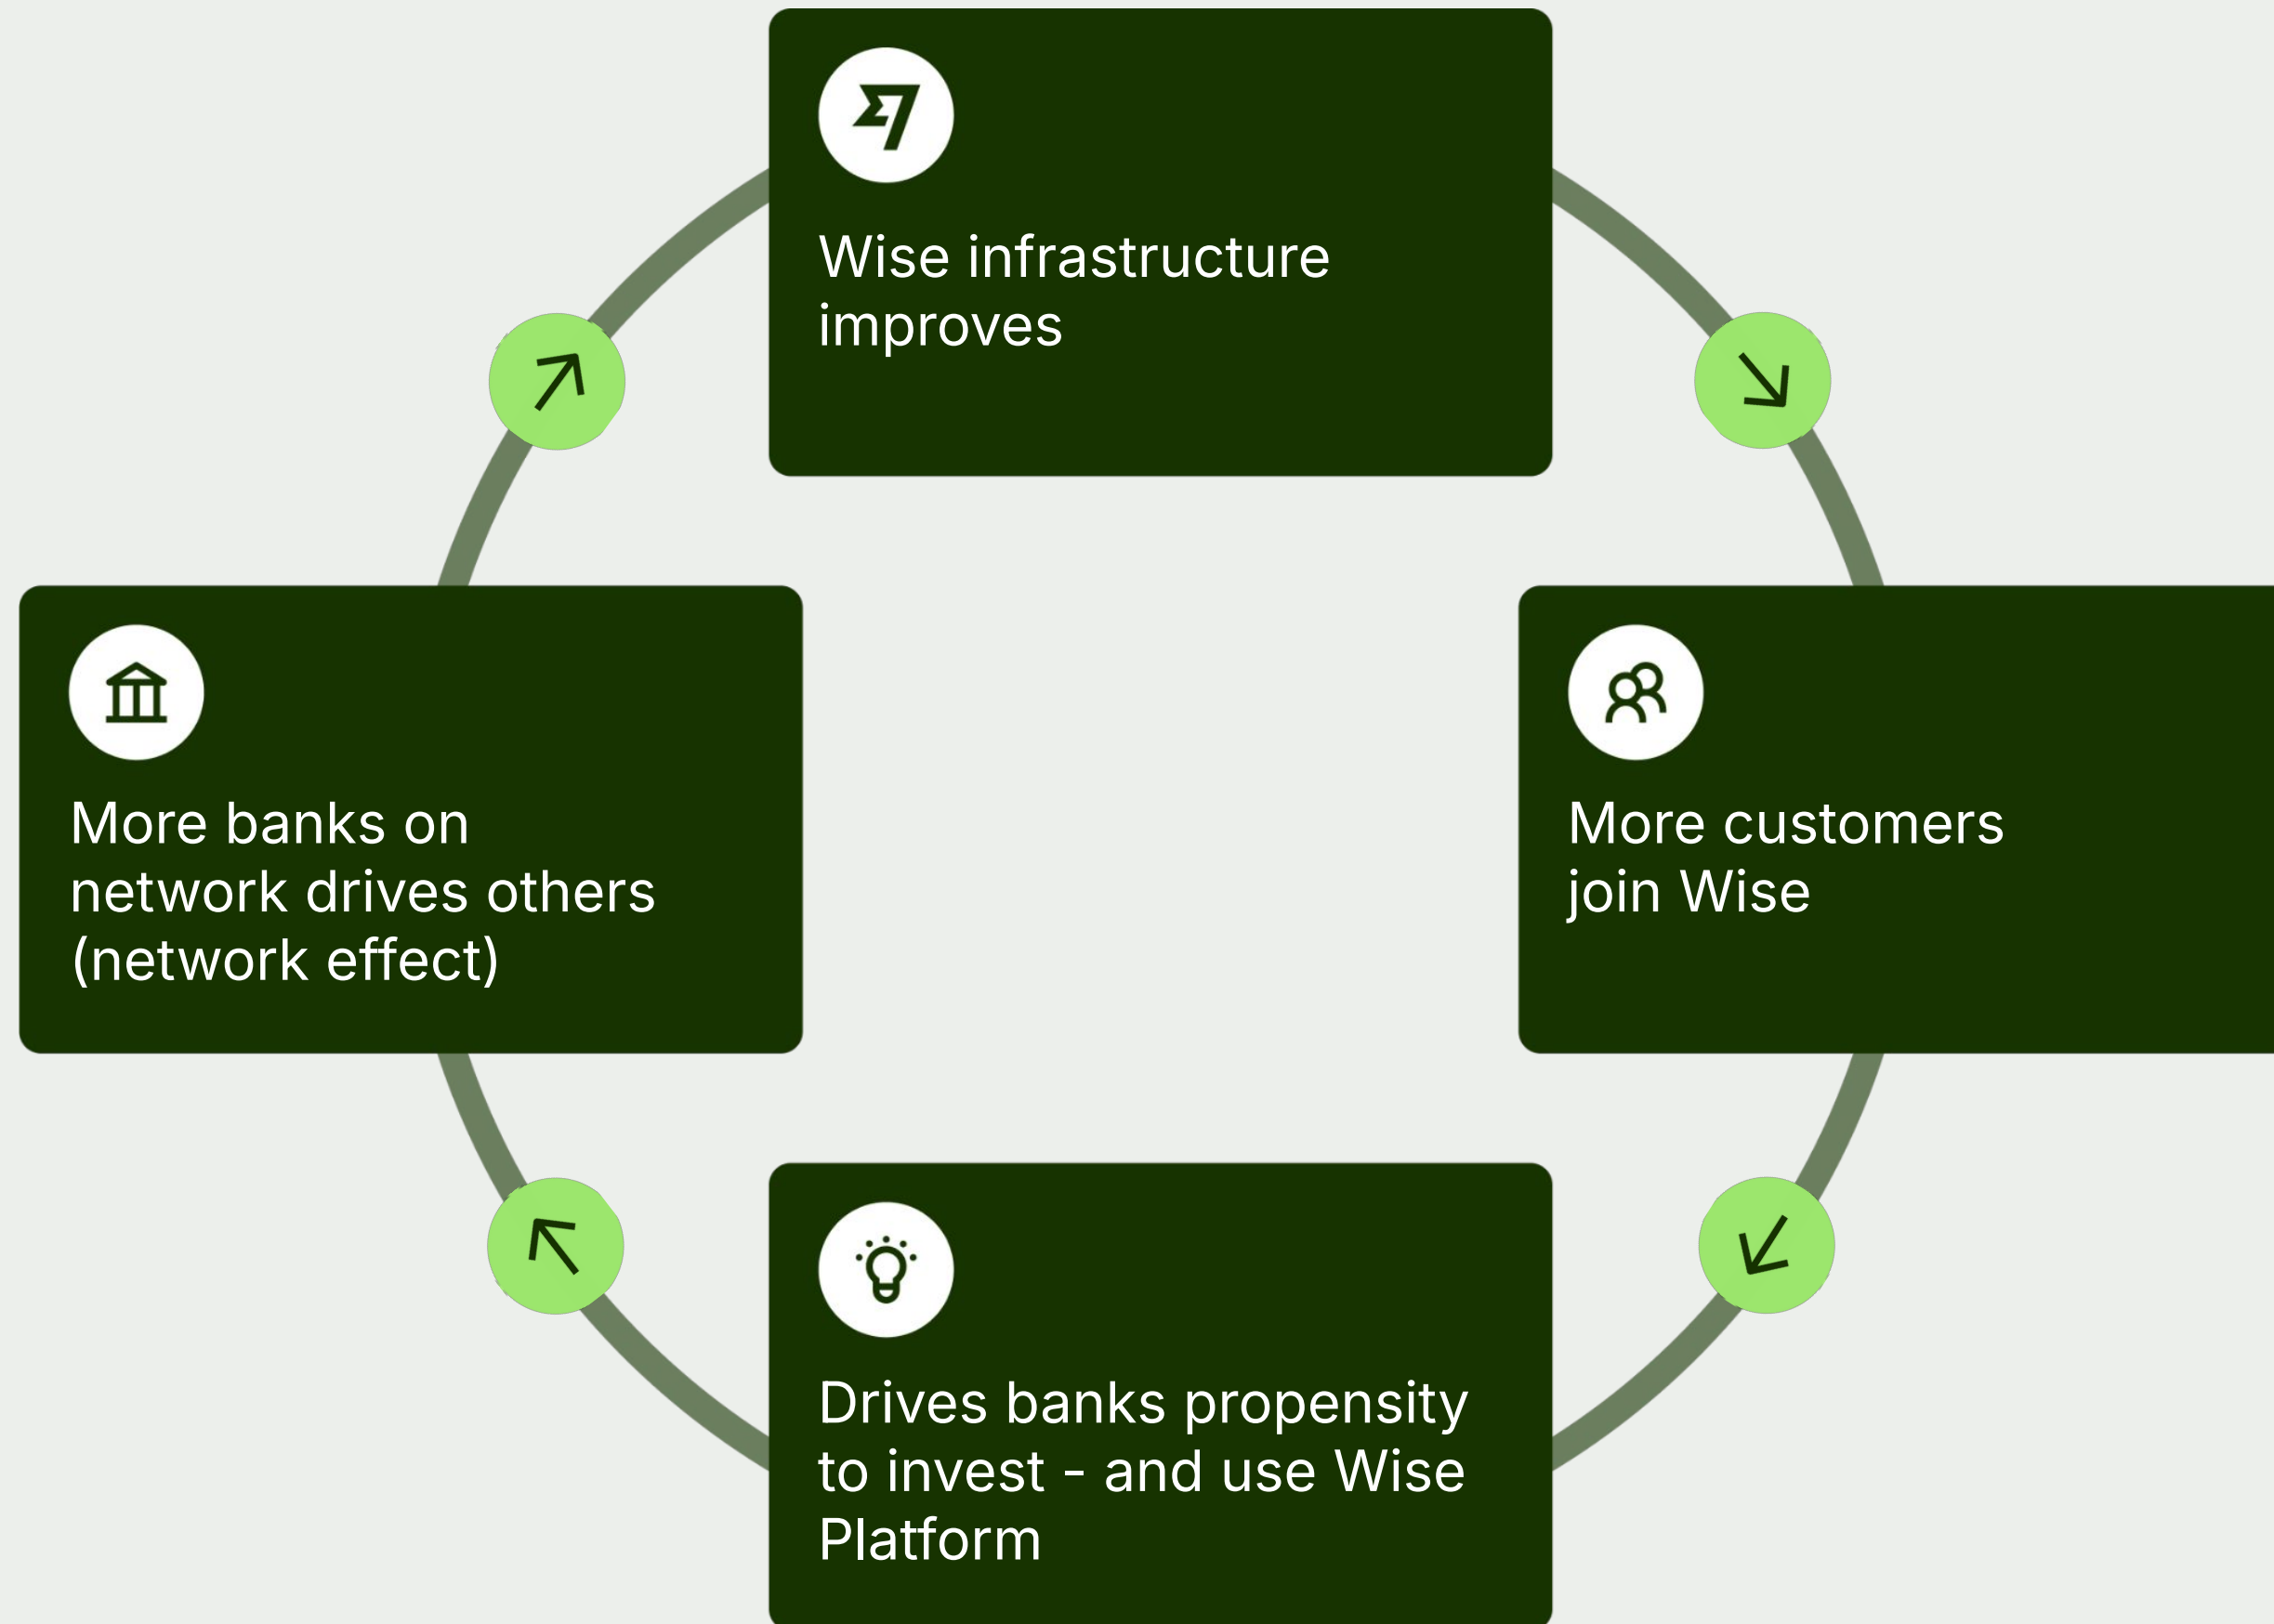 Wise infrastructure
improves
More banks on
network drives others
(network effect)
More customers
join Wise
Drives banks propensity
to invest - and use Wise
Platform